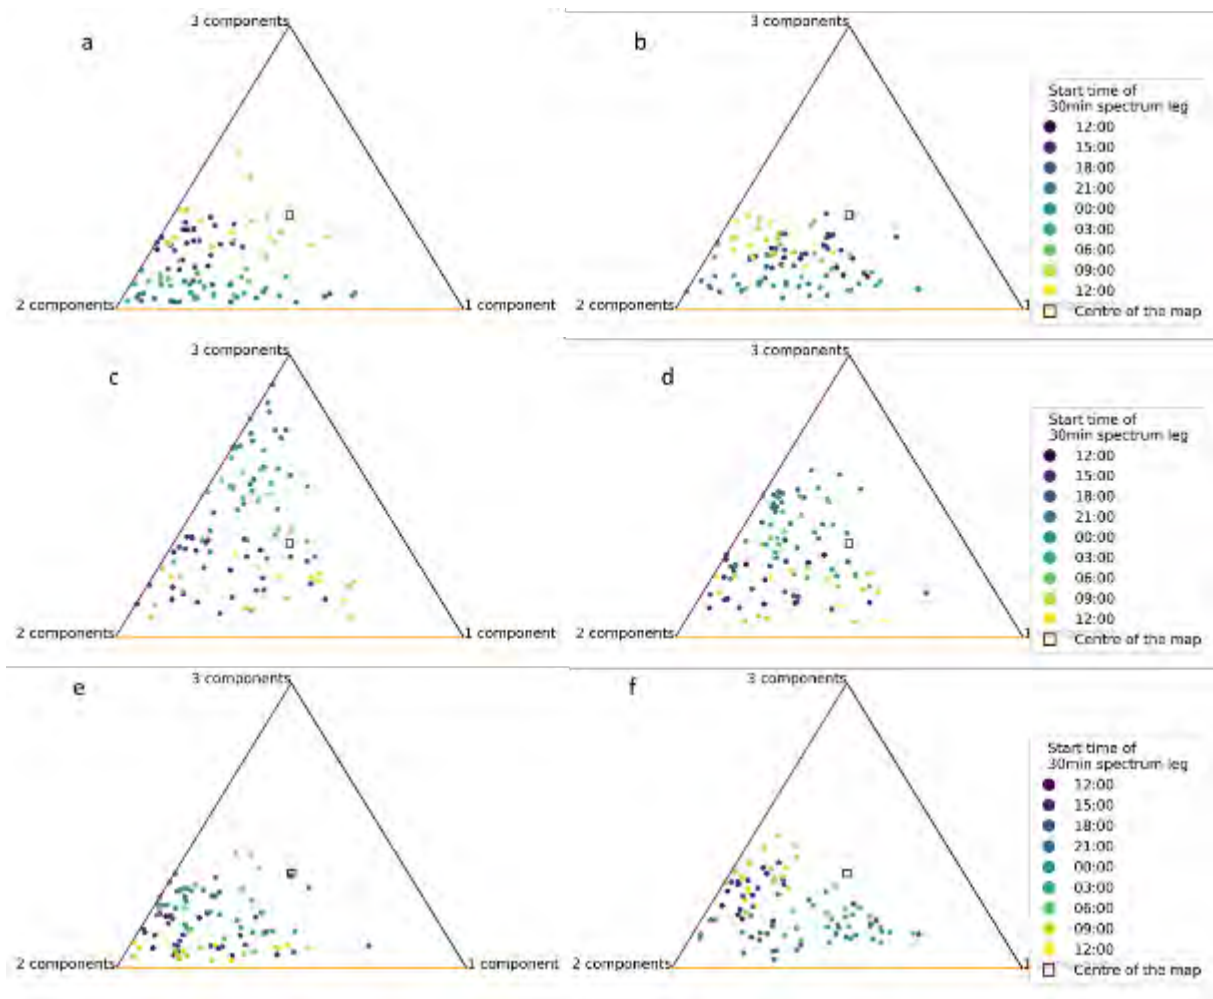 a
3 components
2 components
1 component
b
3 components
2 components
1
Start time of
30min spectrum leg
12:00
15:00
18:00
21:00
00:00
03:00
06:00
09:00
12:00
Centre of the map
c
3 components
2 components
1 component
d
3 components
2 components
1
Start time of
30min spectrum leg
12:00
15:00
18:00
21:00
00:00
03:00
06:00
09:00
12:00
Centre of the map
e
3 components
2 components
1 component
f
3 components
2 components
1
Start time of
30min spectrum leg
12:00
15:00
18:00
21:00
00:00
03:00
06:00
09:00
12:00
Centre of the map